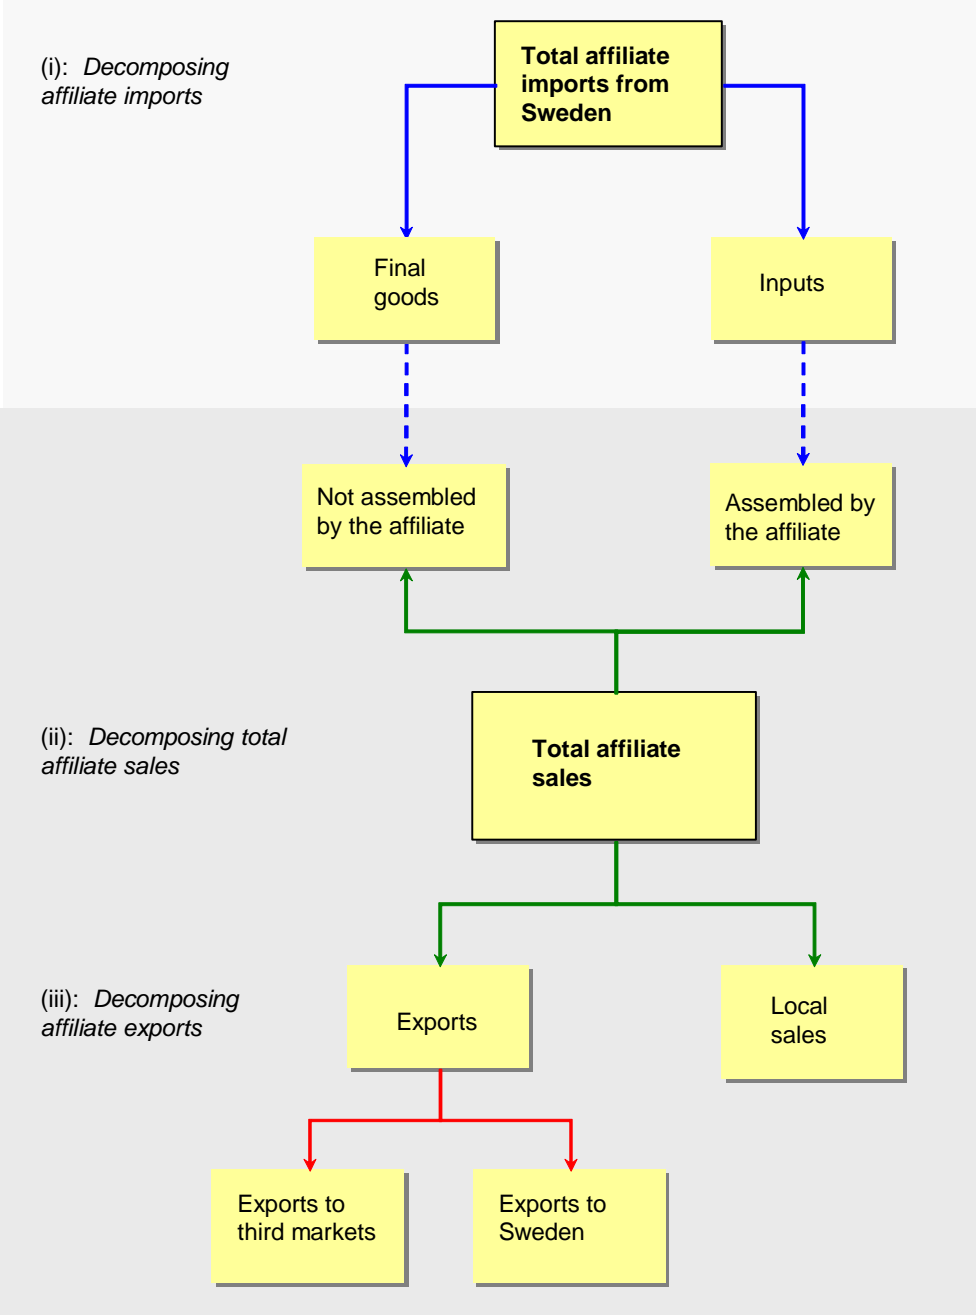 (i): Decomposing
affiliate imports
Total affiliate
imports from
Sweden
Final
goods
Inputs
Not assembled
by the affiliate
Assembled by
the affiliate
(ii): Decomposing total
affiliate sales
Total affiliate
sales
(iii): Decomposing
affiliate exports
Exports
Local
sales
Exports to
third markets
Exports to
Sweden